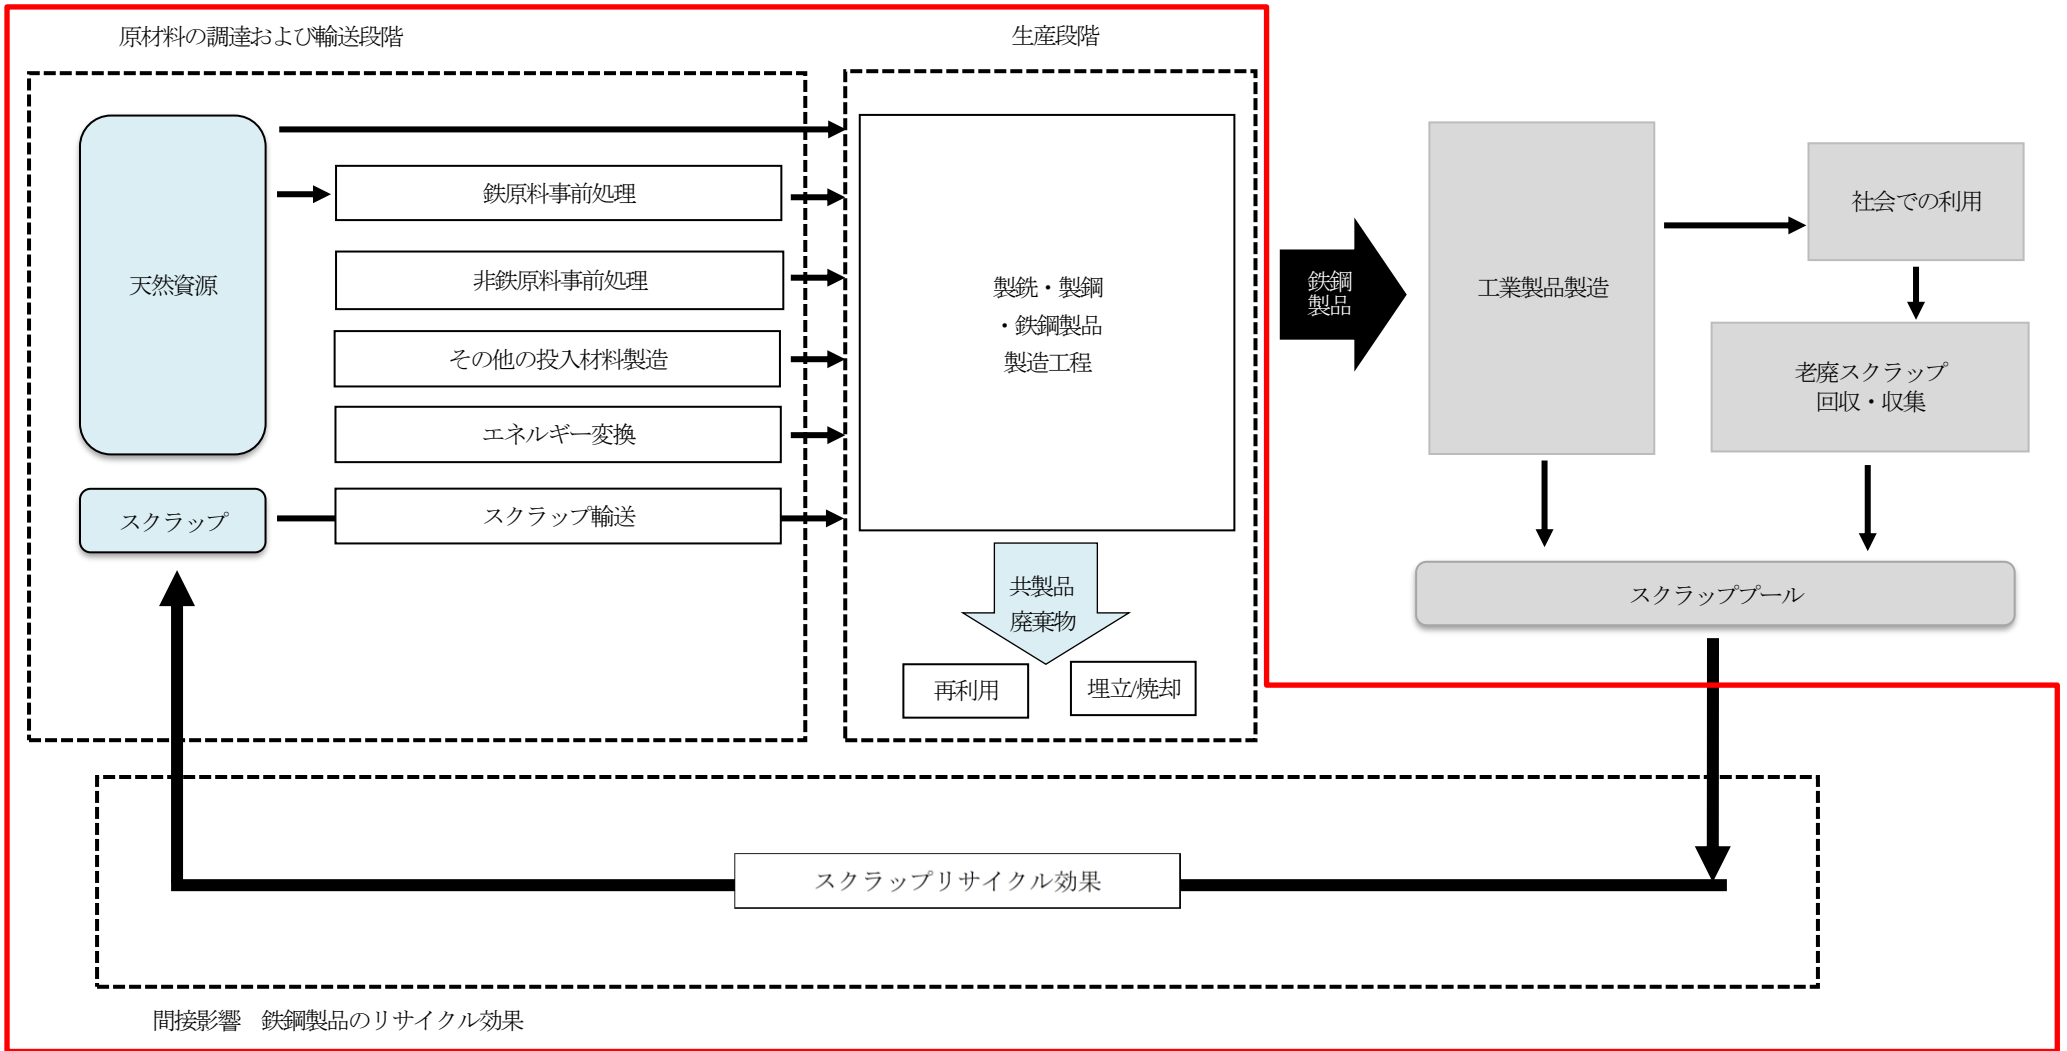 原材料の調達および輸送段階
生産段階
天然資源
鉄原料事前処理
非鉄原料事前処理
その他の投入材料製造
エネルギー変換
スクラップ
スクラップ輸送
製銑・製鋼
・鉄鋼製品
製造工程
共製品
廃棄物
再利用
埋立/焼却
鉄鋼
製品
工業製品製造
社会での利用
老廃スクラップ
回収・収集
スクラッププール
スクラップリサイクル効果
間接影響　鉄鋼製品のリサイクル効果